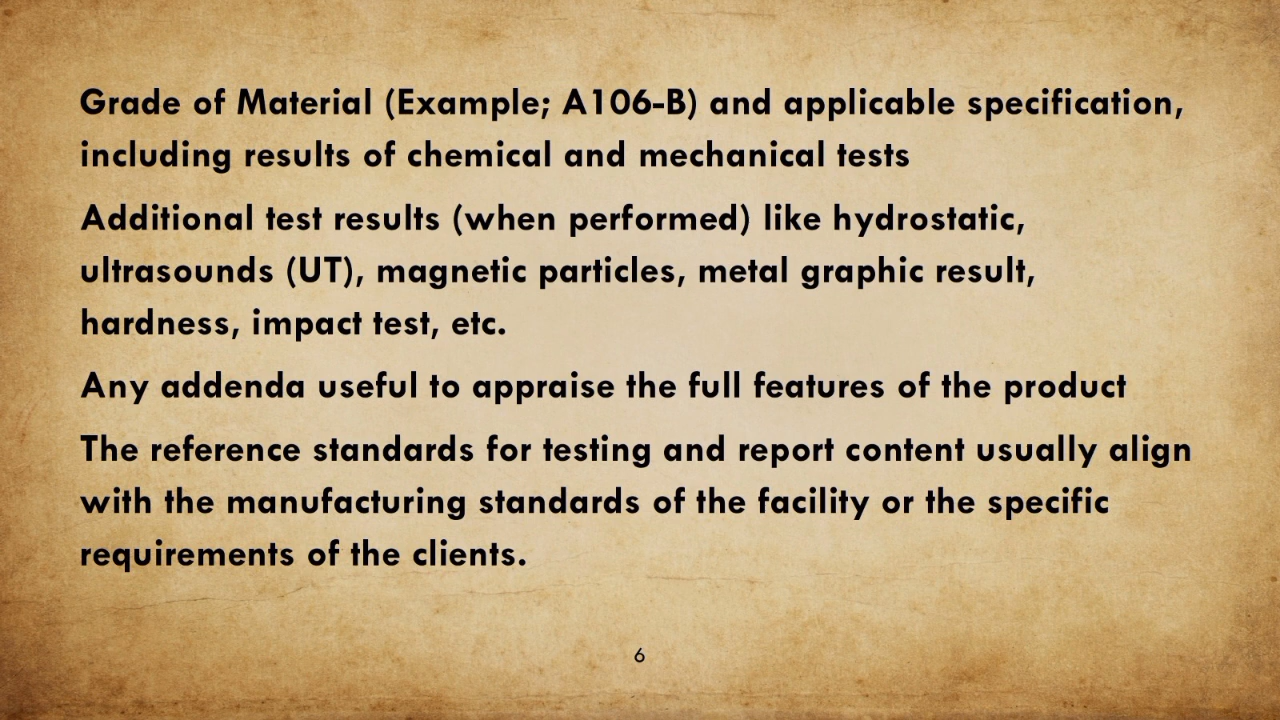 Grade of Material (Example; A106-B) and applicable specification,
including results of chemical and mechanical tests
Additional test results (when performed) like hydrostatic,
ultrasounds (UT), magnetic particles, metal graphic result,
hardness, impact test, etc.
Any addenda useful to appraise the full features of the product
The reference standards for testing and report content usually align
with the manufacturing standards of the facility or the specific
requirements of the clients.
6